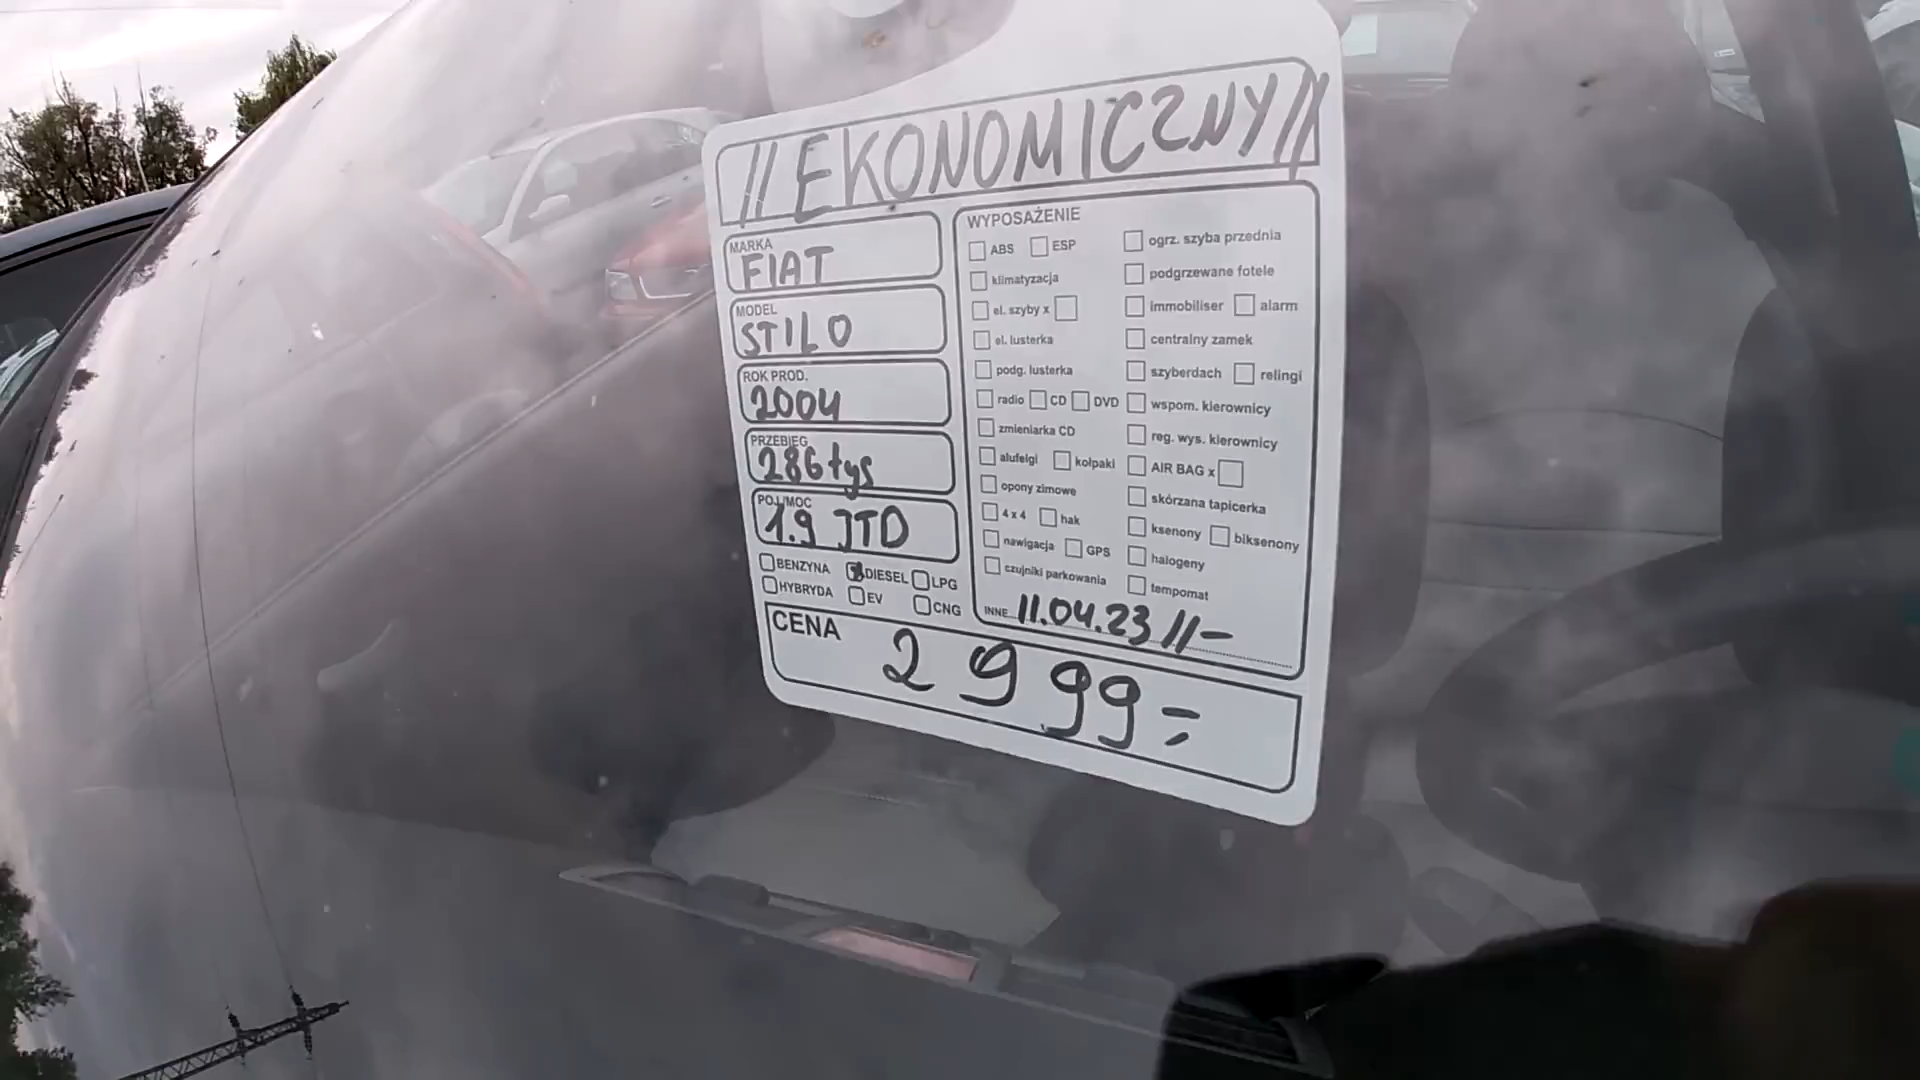 //EKONOMICZNY//
MARKA
FIAT
MODEL
STILO
ROK PROD.
2004
PRZEBIEG
286 tys
POJ./MOC
1.9 JTD
BENZYNA DIESEL LPG
HYBRYDA EV CNG
WYPOSAŻENIE
ABS ESP
klimatyzacja
el. szyby x
el. lusterka
podg. lusterka
radio CD DVD
zmieniarka CD
alufelgi kołpaki
opony zimowe
4 x 4 hak
nawigacja GPS
czujniki parkowania
ogrz. szyba przednia
podgrzewane fotele
immobiliser alarm
centralny zamek
szyberdach relingi
wspom. kierownicy
reg. wys. kierownicy
AIR BAG x
skórzana tapicerka
ksenony biksenony
halogeny
tempomat
INNE 11.04.23 //-
CENA
2999=